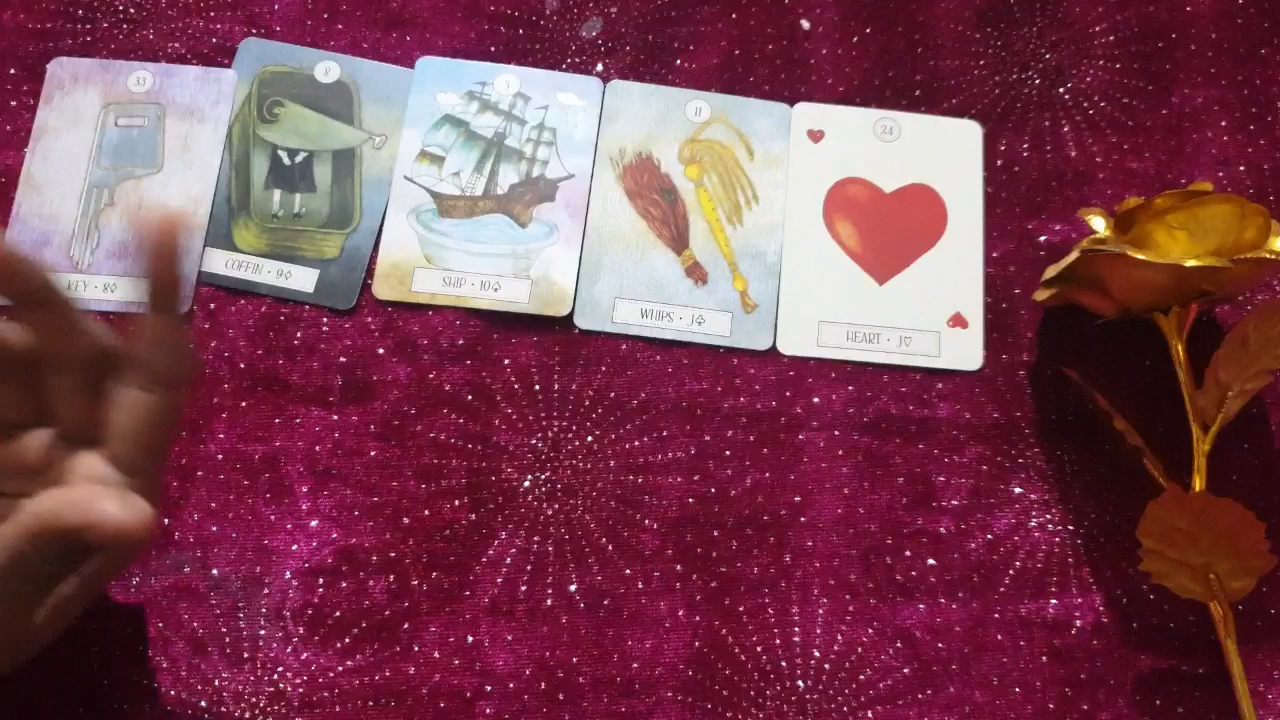 33
KEY • 8♢
8
COFFIN • 9♢
3
SHIP • 10♤
11
WHIPS • J♧
24
HEART • J♡